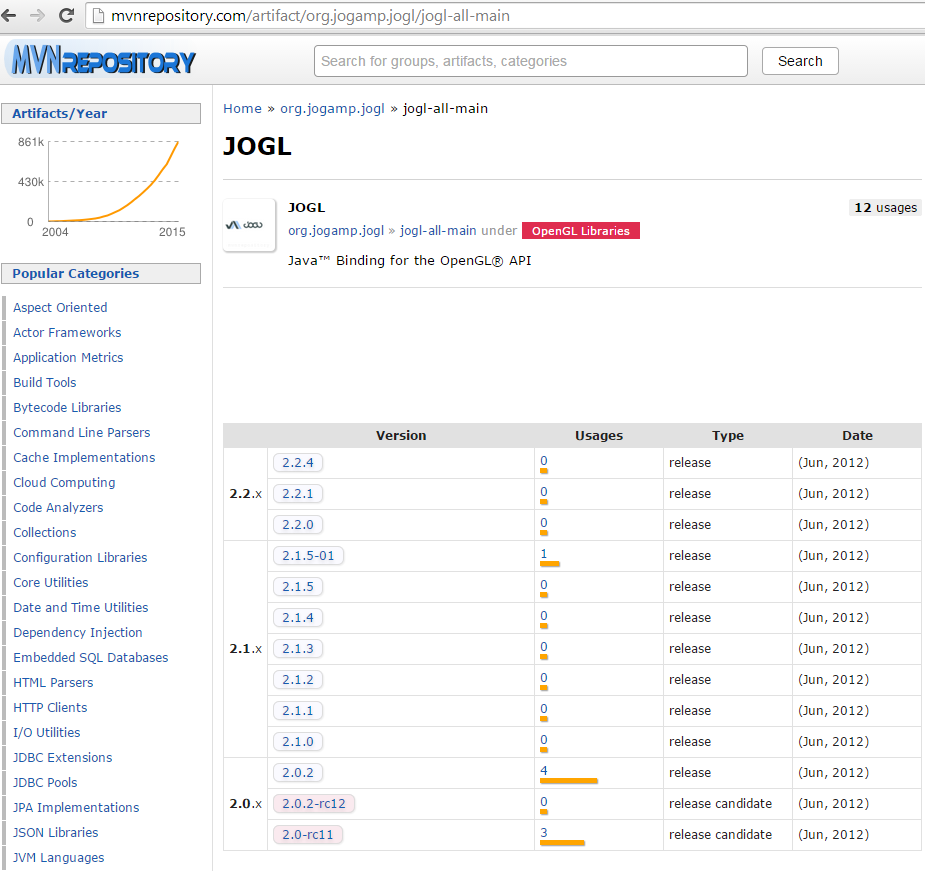 mvnrepository.com/artifact/org.jogamp.jogl/jogl-all-main
MVNREPOSITORY
Search for groups, artifacts, categories
Search
Artifacts/Year
861k
430k
0
2004 2015
Popular Categories
Aspect Oriented
Actor Frameworks
Application Metrics
Build Tools
Bytecode Libraries
Command Line Parsers
Cache Implementations
Cloud Computing
Code Analyzers
Collections
Configuration Libraries
Core Utilities
Date and Time Utilities
Dependency Injection
Embedded SQL Databases
HTML Parsers
HTTP Clients
I/O Utilities
JDBC Extensions
JDBC Pools
JPA Implementations
JSON Libraries
JVM Languages
Home » org.jogamp.jogl » jogl-all-main
JOGL
JOGL
12 usages
org.jogamp.jogl » jogl-all-main under OpenGL Libraries
Java™ Binding for the OpenGL® API
Version Usages Type Date
2.2.x
2.2.4 0 release (Jun, 2012)
2.2.1 0 release (Jun, 2012)
2.2.0 0 release (Jun, 2012)
2.1.x
2.1.5-01 1 release (Jun, 2012)
2.1.5 0 release (Jun, 2012)
2.1.4 0 release (Jun, 2012)
2.1.3 0 release (Jun, 2012)
2.1.2 0 release (Jun, 2012)
2.1.1 0 release (Jun, 2012)
2.1.0 0 release (Jun, 2012)
2.0.x
2.0.2 4 release (Jun, 2012)
2.0.2-rc12 0 release candidate (Jun, 2012)
2.0-rc11 3 release candidate (Jun, 2012)